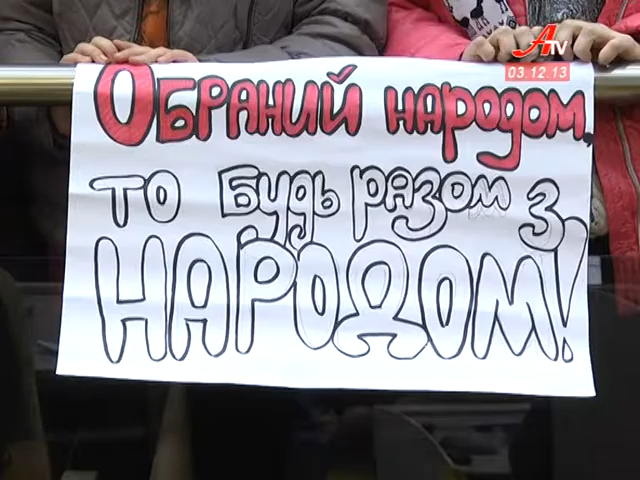 ATV
03.12.13
ОБРАНИЙ НАРОДОМ,
ТО БУДЬ РАЗОМ З
НАРОДОМ!